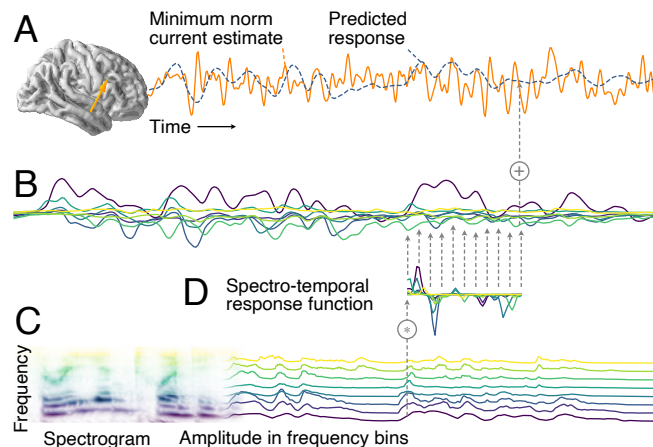 A
Minimum norm
current estimate
Predicted
response
Time
+
B
D
Spectro-temporal
response function
*
C
Frequency
Spectrogram
Amplitude in frequency bins